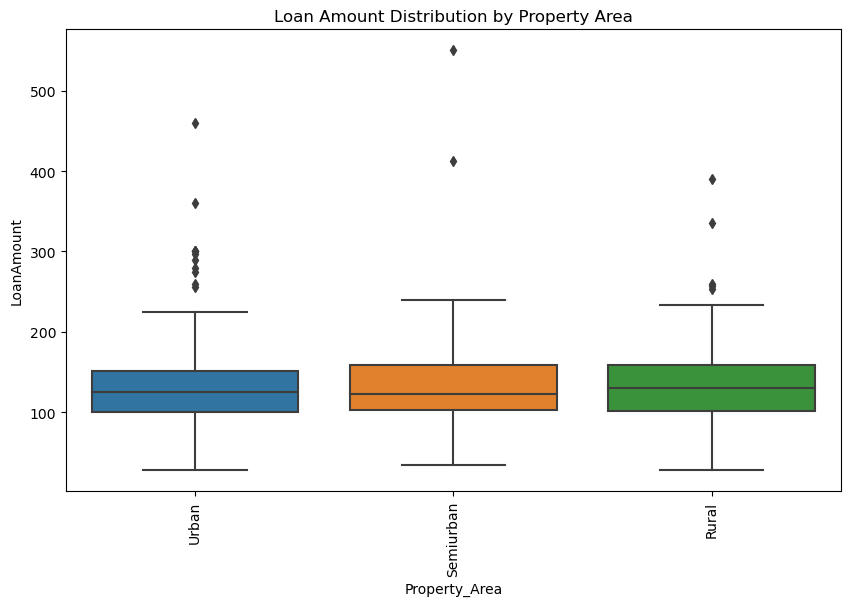 Loan Amount Distribution by Property Area
500
400
300
200
100
LoanAmount
Urban
Semiurban
Rural
Property_Area